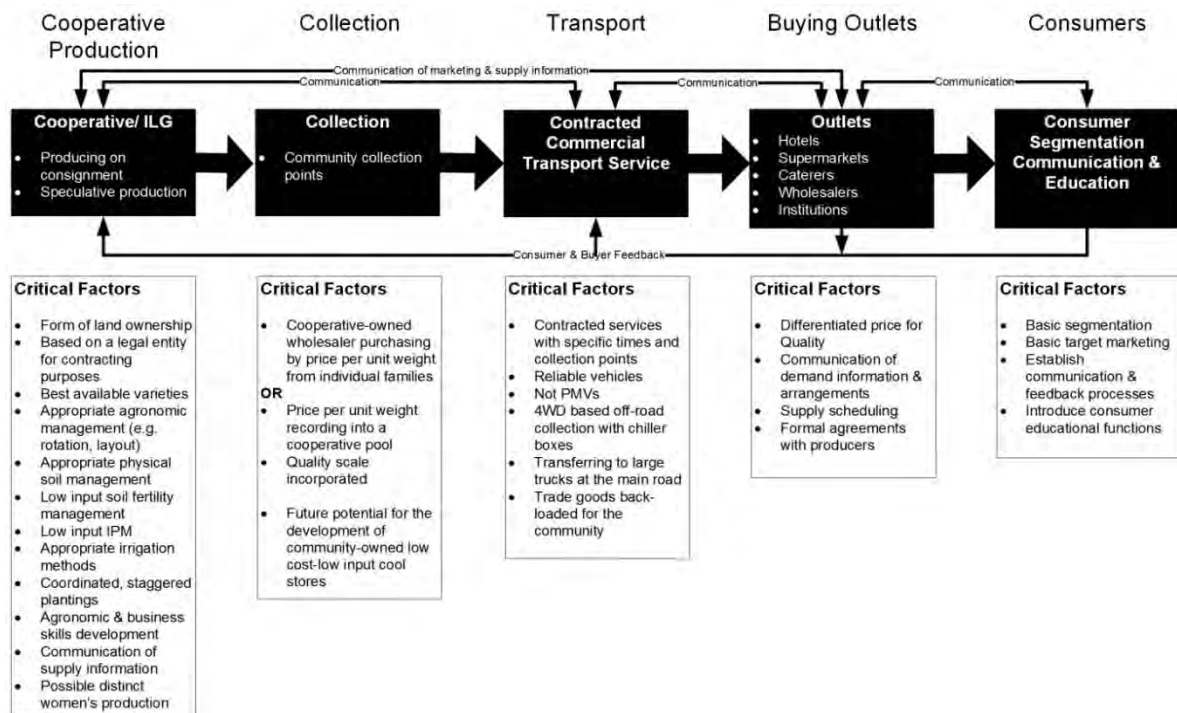 Cooperative
Production
Collection
Transport
Buying Outlets
Consumers
Communication of marketing & supply information
Communication
Communication
Communication
Cooperative/ ILG
• Producing on
consignment
• Speculative production
Collection
• Community collection
points
Contracted
Commercial
Transport Service
Outlets
• Hotels
• Supermarkets
• Caterers
• Wholesalers
• Institutions
Consumer
Segmentation
Communication &
Education
Consumer & Buyer Feedback
Critical Factors
• Form of land ownership
• Based on a legal entity
for contracting
purposes
• Best available varieties
• Appropriate agronomic
management (e.g.
rotation, layout)
• Appropriate physical
soil management
• Low input soil fertility
management
• Low input IPM
• Appropriate irrigation
methods
• Coordinated, staggered
plantings
• Agronomic & business
skills development
• Communication of
supply information
• Possible distinct
women's production
Critical Factors
• Cooperative-owned
wholesaler purchasing
by price per unit weight
from individual families
OR
• Price per unit weight
recording into a
cooperative pool
• Quality scale
incorporated
• Future potential for the
development of
community-owned low
cost-low input cool
stores
Critical Factors
• Contracted services
with specific times and
collection points
• Reliable vehicles
• Not PMVs
• 4WD based off-road
collection with chiller
boxes
• Transferring to large
trucks at the main road
• Trade goods back-
loaded for the
community
Critical Factors
• Differentiated price for
Quality
• Communication of
demand information &
arrangements
• Supply scheduling
• Formal agreements
with producers
Critical Factors
• Basic segmentation
• Basic target marketing
• Establish
communication &
feedback processes
• Introduce consumer
educational functions